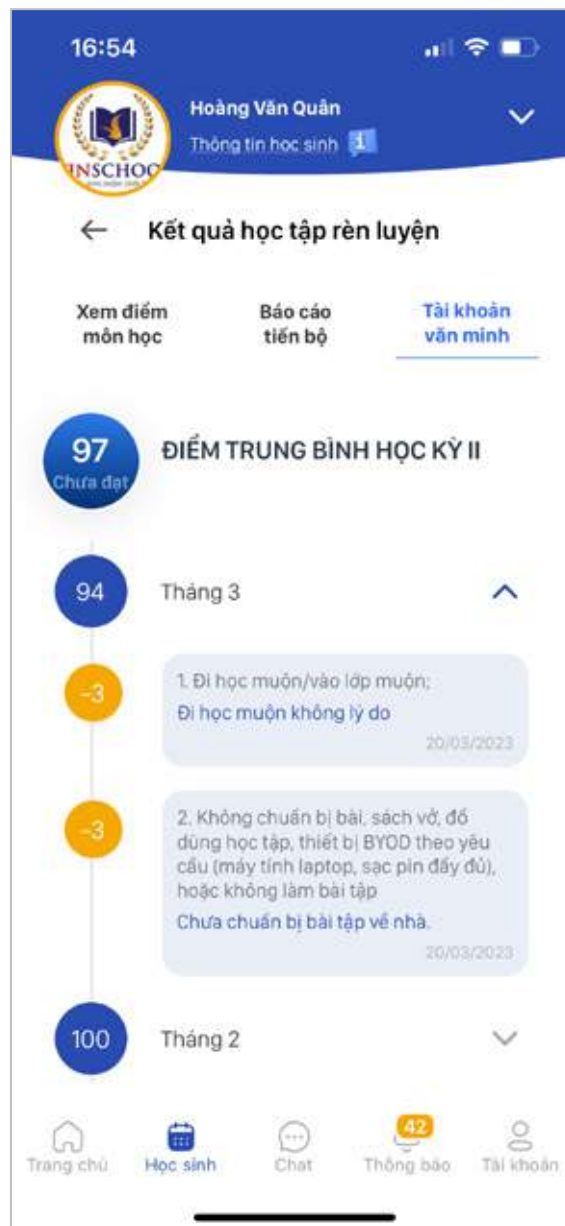 16:54
Hoàng Văn Quân
Thông tin học sinh
INSCHOO
Kết quả học tập rèn luyện
Xem điểm môn học
Báo cáo tiến bộ
Tài khoản văn minh
97
Chưa đạt
ĐIỂM TRUNG BÌNH HỌC KỲ II
94
Tháng 3
-3
1. Đi học muộn/vào lớp muộn;
Đi học muộn không lý do
20/03/2023
-3
2. Không chuẩn bị bài, sách vở, đồ
dùng học tập, thiết bị BYOD theo yêu
cầu (máy tính laptop, sạc pin đầy đủ),
hoặc không làm bài tập
Chưa chuẩn bị bài tập về nhà.
20/03/2023
100
Tháng 2
42
Trang chủ
Học sinh
Chat
Thông báo
Tài khoản